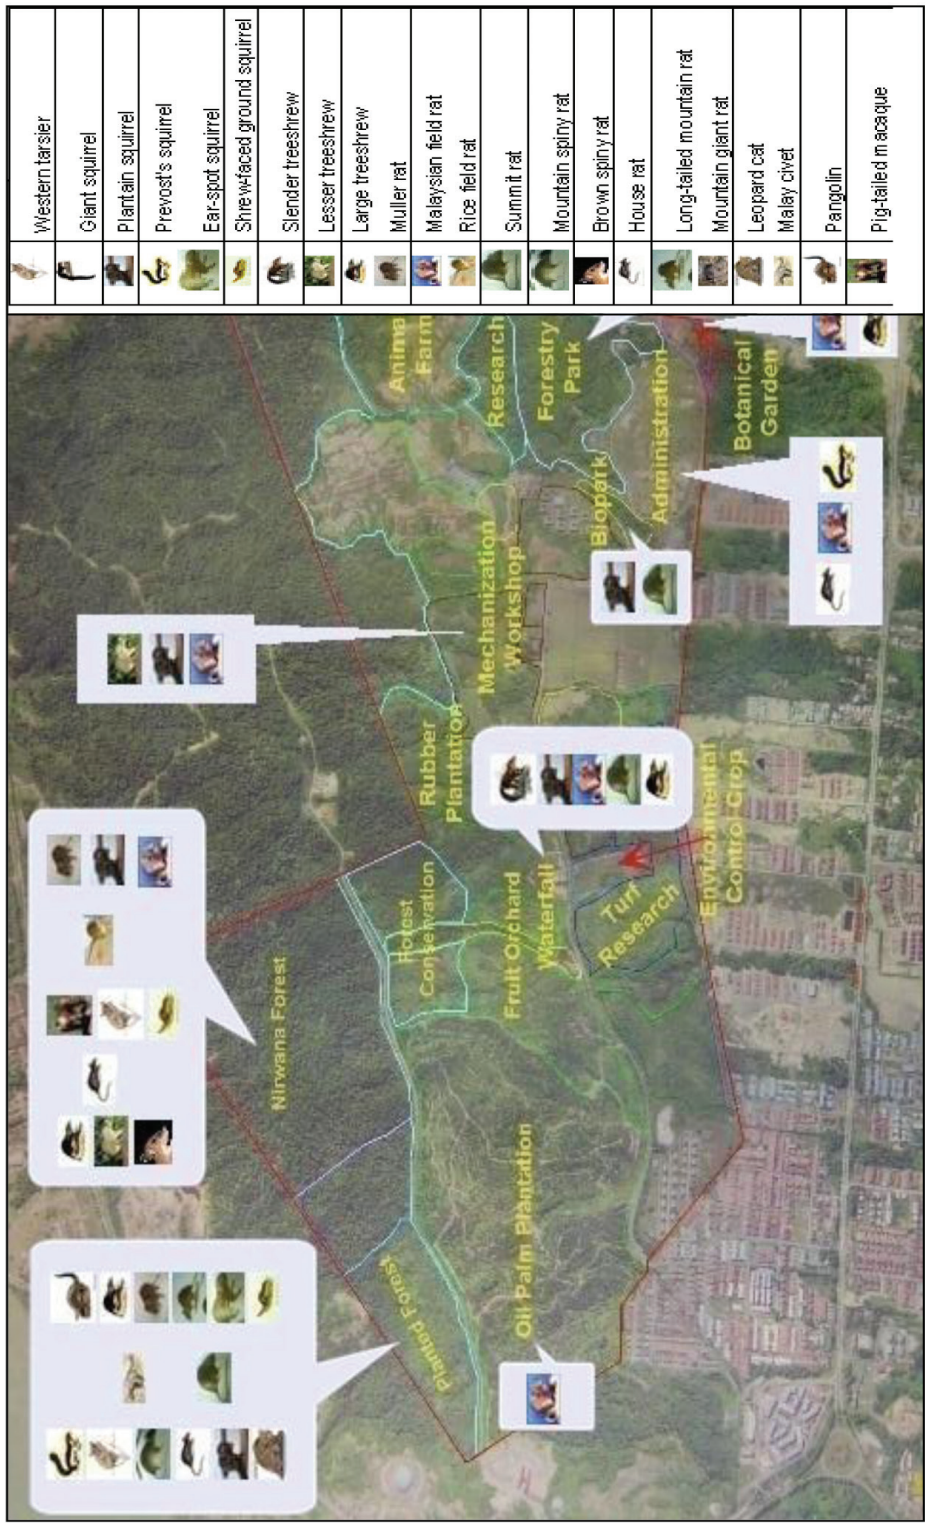 Western tarsier
Giant squirrel
Plantain squirrel
Prevost's squirrel
Ear-spot squirrel
Shrew-faced ground squirrel
Slender treeshrew
Lesser treeshrew
Large treeshrew
Muller rat
Malaysian field rat
Rice field rat
Summit rat
Mountain spiny rat
Brown spiny rat
House rat
Long-tailed mountain rat
Mountain giant rat
Leopard cat
Malay civet
Pangolin
Pig-tailed macaque
Anima
Farm
Research
Forestry
Park
Administration
Botanical
Garden
Biopark
Mechanization
Workshop
Rubber
Plantation
Environmental
Control Crop
Forest
Conservation
Fruit Orchard
Waterfall
Turf
Research
Nirwana Forest
Oil Palm Plantation
Planted Forest